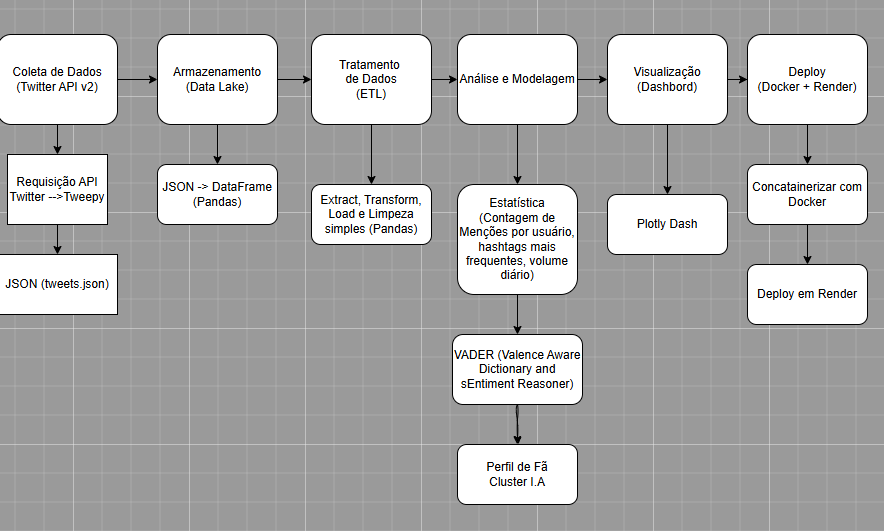 Coleta de Dados
(Twitter API v2)
Armazenamento
(Data Lake)
Tratamento
de Dados
(ETL)
Análise e Modelagem
Visualização
(Dashbord)
Deploy
(Docker + Render)
Requisição API
Twitter -->Tweepy
JSON (tweets.json)
JSON -> DataFrame
(Pandas)
Extract, Transform,
Load e Limpeza
simples (Pandas)
Estatística
(Contagem de
Menções por usuário,
hashtags mais
frequentes, volume
diário)
VADER (Valence Aware
Dictionary and
sEntiment Reasoner)
Perfil de Fã
Cluster I.A
Plotly Dash
Concatainerizar com
Docker
Deploy em Render